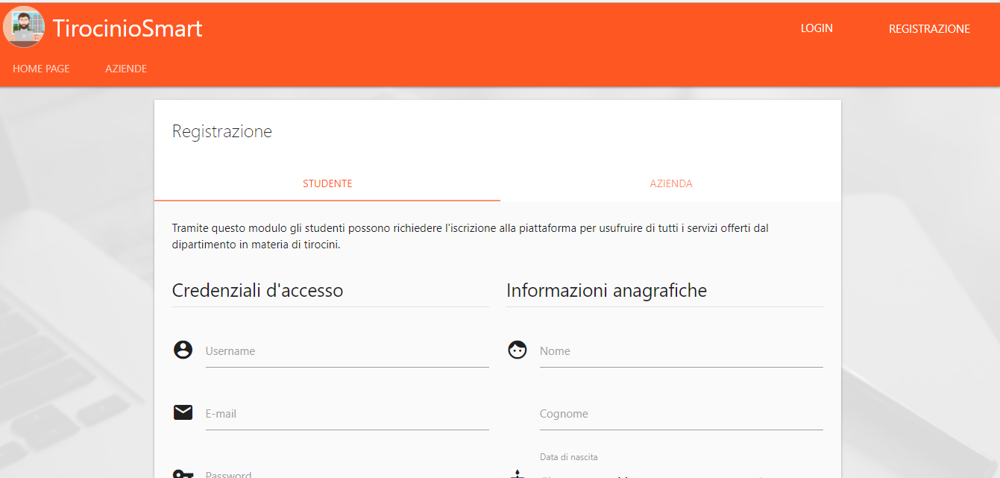 TirocinioSmart
LOGIN
REGISTRAZIONE
HOME PAGE
AZIENDE
Registrazione
STUDENTE
AZIENDA
Tramite questo modulo gli studenti possono richiedere l'iscrizione alla piattaforma per usufruire di tutti i servizi offerti dal
dipartimento in materia di tirocini.
Credenziali d'accesso
Informazioni anagrafiche
Username
Nome
E-mail
Cognome
Data di nascita
Password